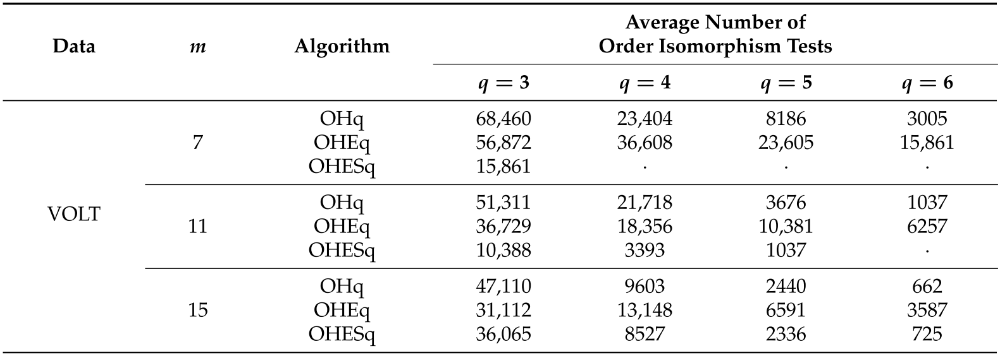 Average Number of
Data m Algorithm Order Isomorphism Tests
q = 3 q = 4 q = 5 q = 6
OHq 68,460 23,404 8186 3005
7 OHEq 56,872 36,608 23,605 15,861
OHESq 15,861 · · ·
OHq 51,311 21,718 3676 1037
VOLT
11 OHEq 36,729 18,356 10,381 6257
OHESq 10,388 3393 1037 ·
OHq 47,110 9603 2440 662
15 OHEq 31,112 13,148 6591 3587
OHESq 36,065 8527 2336 725